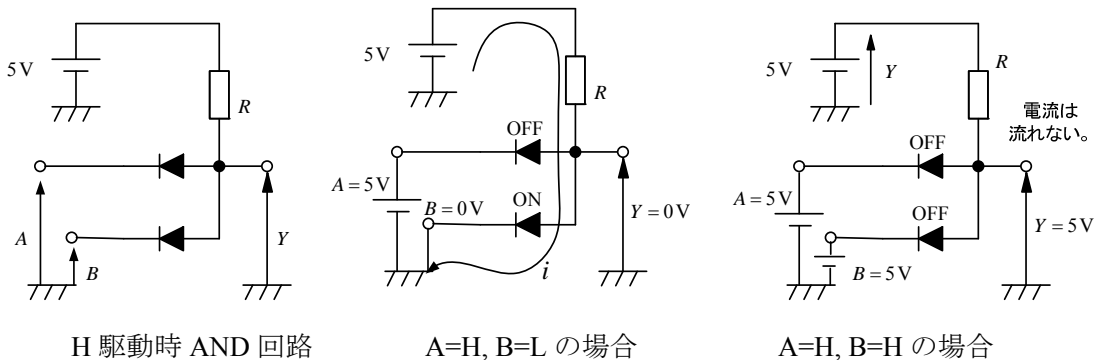 5V
R
A
B
Y
H 駆動時 AND 回路
5V
R
OFF
A = 5V
B = 0V
ON
Y = 0V
i
A=H, B=L の場合
5V
Y
R
電流は
流れない。
OFF
A = 5V
OFF
B = 5V
Y = 5V
A=H, B=H の場合